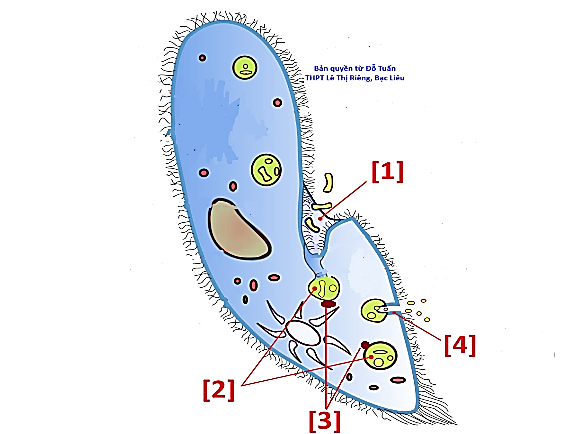 Bản quyền từ Đỗ Tuấn
THPT Lê Thị Riêng, Bạc Liêu
[1]
[4]
[2]
[3]